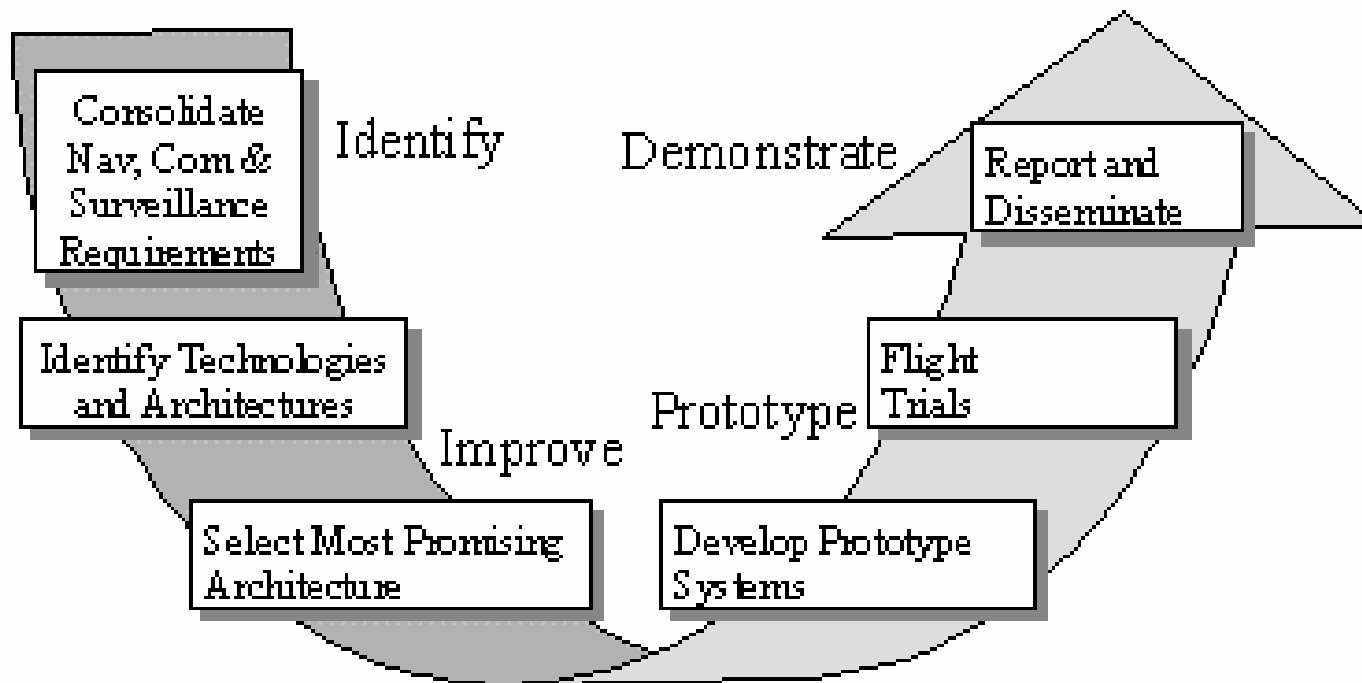 Consolidate
Nav, Com &
Surveillance
Requirements
Identify
Identify Technologies
and Architectures
Improve
Select Most Promising
Architecture
Develop Prototype
Systems
Prototype
Flight
Trials
Demonstrate
Report and
Disseminate